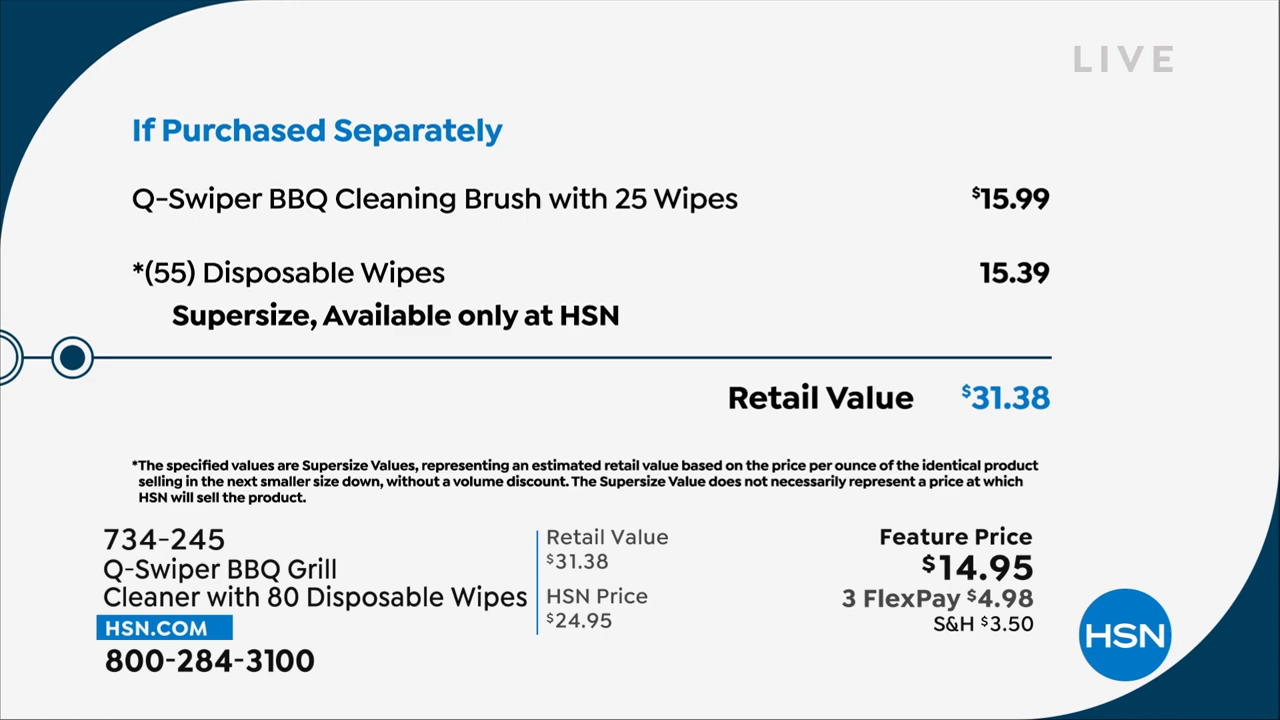 LIVE
If Purchased Separately
Q-Swiper BBQ Cleaning Brush with 25 Wipes $15.99
*(55) Disposable Wipes 15.39
Supersize, Available only at HSN
Retail Value $31.38
*The specified values are Supersize Values, representing an estimated retail value based on the price per ounce of the identical product
selling in the next smaller size down, without a volume discount. The Supersize Value does not necessarily represent a price at which
HSN will sell the product.
734-245
Q-Swiper BBQ Grill
Cleaner with 80 Disposable Wipes
HSN.COM
800-284-3100
Retail Value
$31.38
HSN Price
$24.95
Feature Price
$14.95
3 FlexPay $4.98
S&H $3.50
HSN